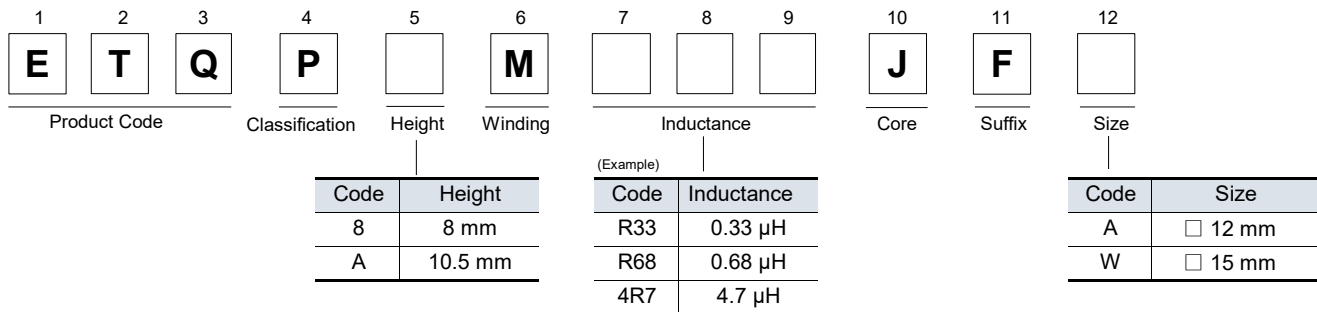 1 2 3 4 5 6 7 8 9 10 11 12
E T Q P M J F
Product Code Classification Height Winding Inductance Core Suffix Size
(Example)
Code Height
8 8 mm
A 10.5 mm
Code Inductance
R33 0.33 µH
R68 0.68 µH
4R7 4.7 µH
Code Size
A □ 12 mm
W □ 15 mm